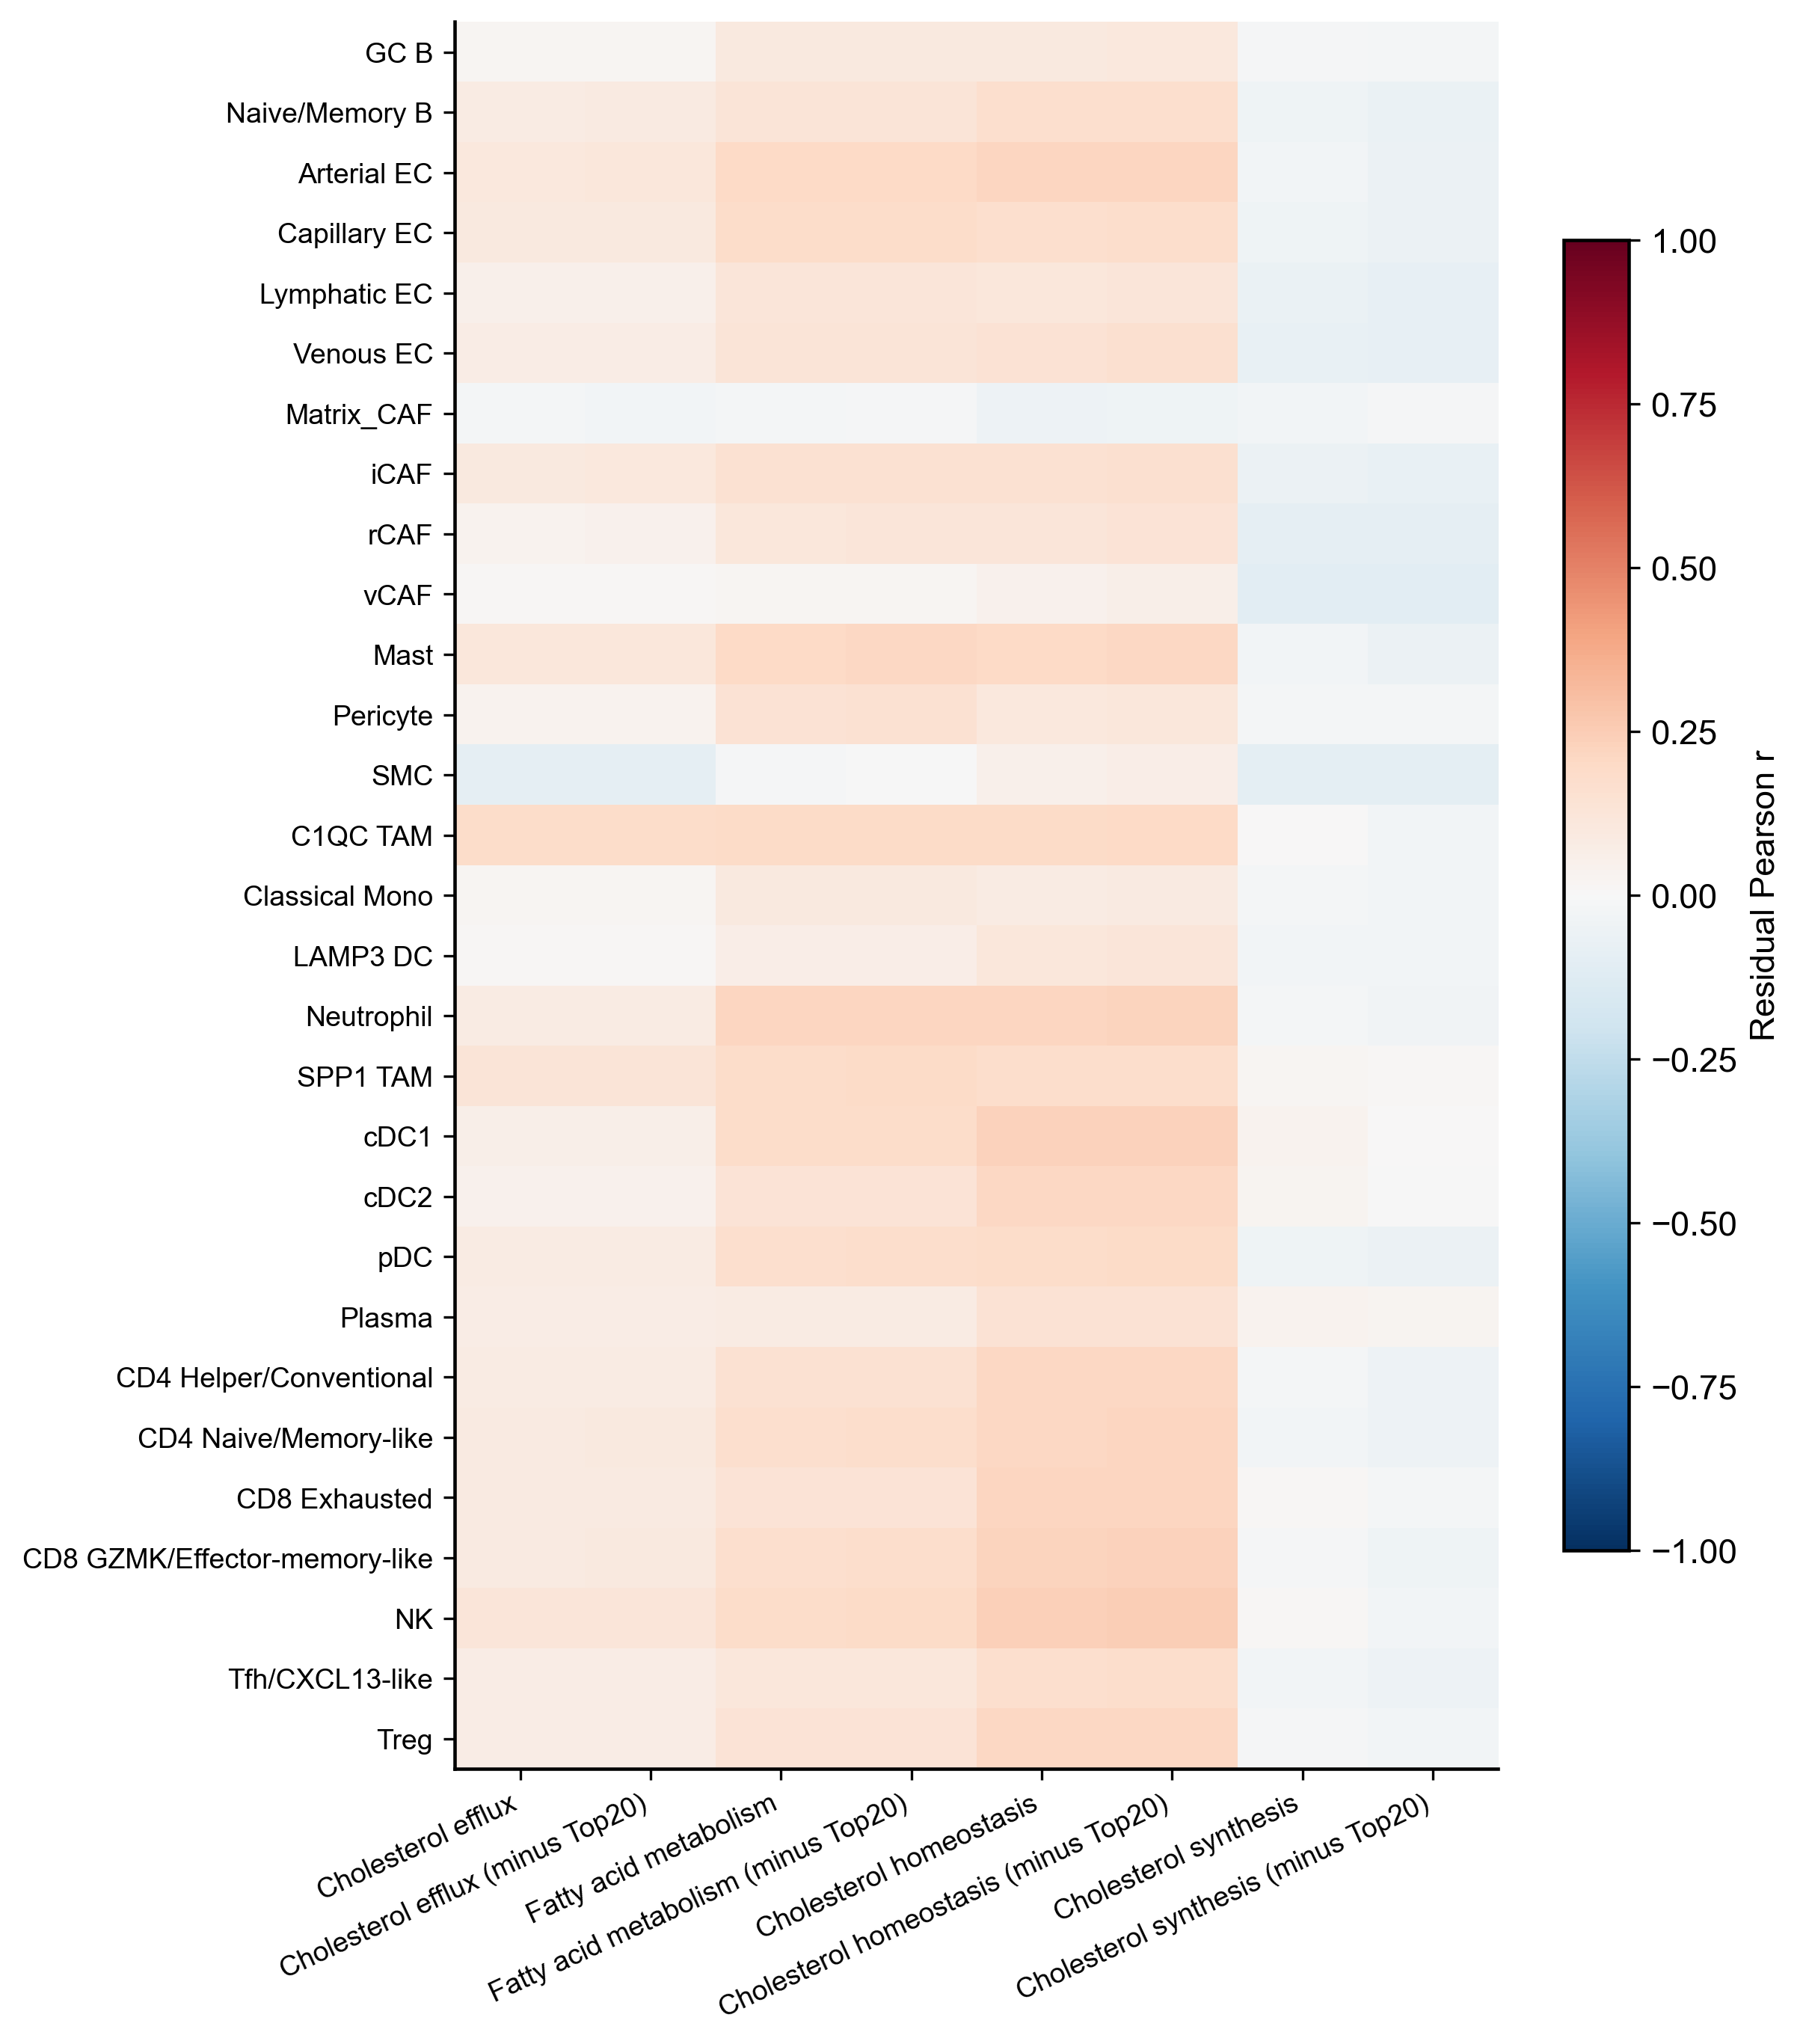 GC B
Naive/Memory B
Arterial EC
Capillary EC
Lymphatic EC
Venous EC
Matrix_CAF
iCAF
rCAF
vCAF
Mast
Pericyte
SMC
C1QC TAM
Classical Mono
LAMP3 DC
Neutrophil
SPP1 TAM
cDC1
cDC2
pDC
Plasma
CD4 Helper/Conventional
CD4 Naive/Memory-like
CD8 Exhausted
CD8 GZMK/Effector-memory-like
NK
Tfh/CXCL13-like
Treg
Cholesterol efflux
Cholesterol efflux (minus Top20)
Fatty acid metabolism
Fatty acid metabolism (minus Top20)
Cholesterol homeostasis
Cholesterol homeostasis (minus Top20)
Cholesterol synthesis
Cholesterol synthesis (minus Top20)
1.00
0.75
0.50
0.25
0.00
−0.25
−0.50
−0.75
−1.00
Residual Pearson r